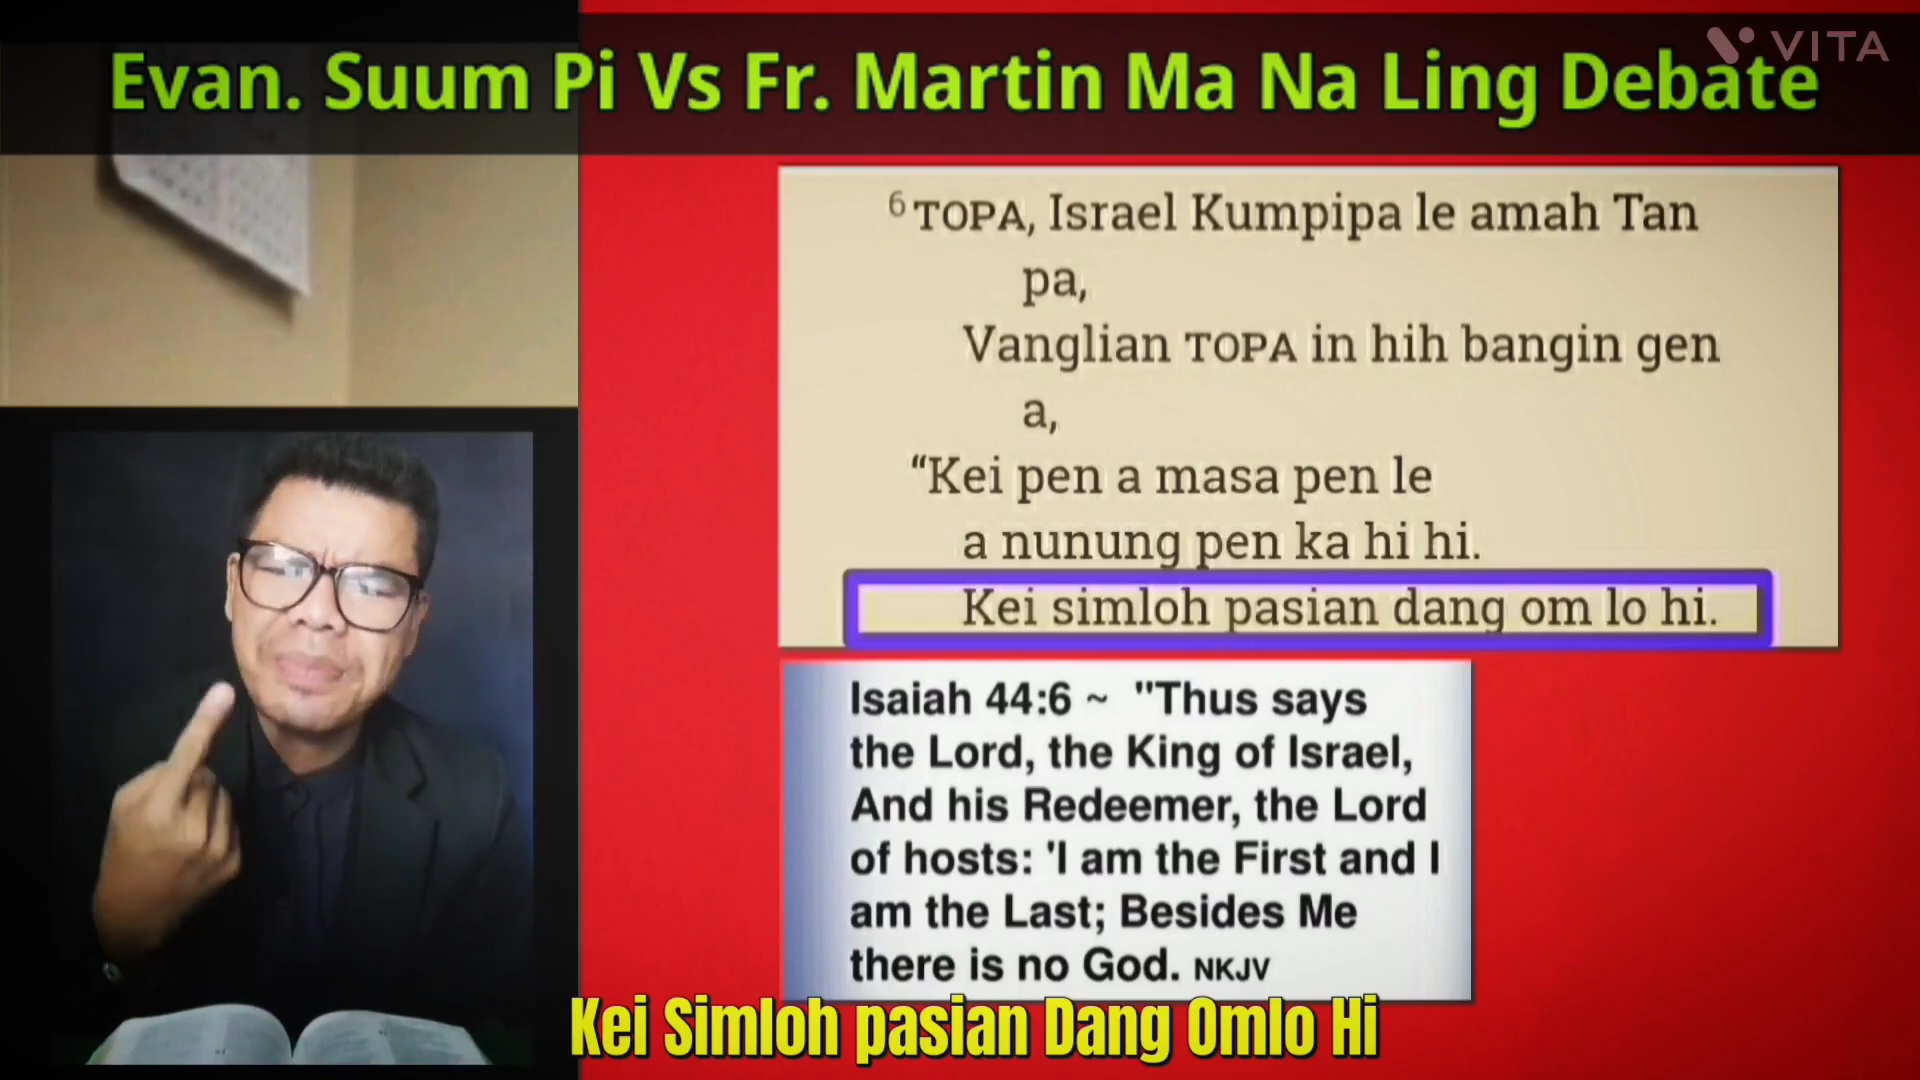 Evan. Suum Pi Vs Fr. Martin Ma Na Ling Debate
VITA
6 TOPA, Israel Kumpipa le amah Tan
pa,
Vanglian TOPA in hih bangin gen
a,
“Kei pen a masa pen le
a nunung pen ka hi hi.
Kei simloh pasian dang om lo hi.
Isaiah 44:6 ~ "Thus says
the Lord, the King of Israel,
And his Redeemer, the Lord
of hosts: 'I am the First and I
am the Last; Besides Me
there is no God. NKJV
Kei Simloh pasian Dang Omlo Hi